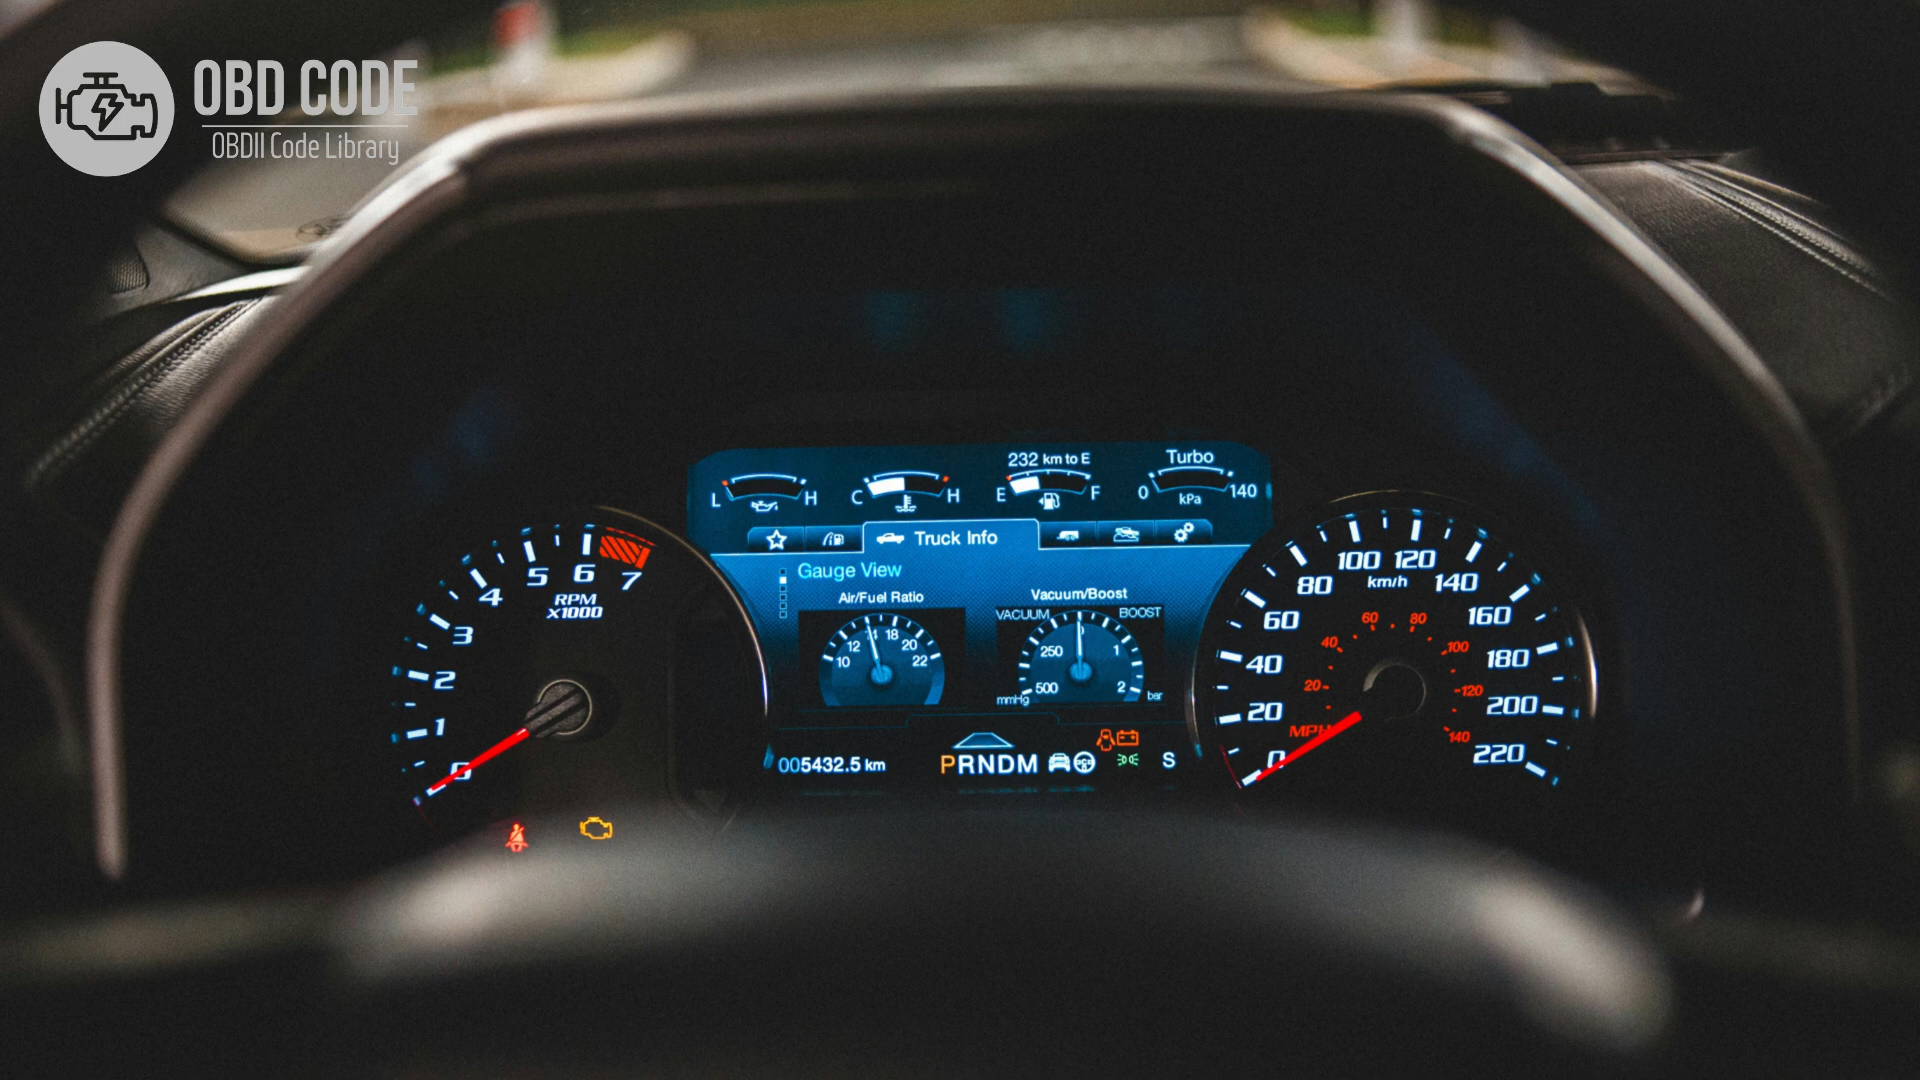 OBD CODE
OBDII Code Library
232 km to E
Turbo
L H
C H
E F
0 140
kPa
Truck Info
Gauge View
Air/Fuel Ratio
10 12 14 18 20 22
Vacuum/Boost
VACUUM BOOST
500 250 0 1 2
mmHg bar
005432.5 km
PRNDM
S
0 1 2 3 4 5 6 7
RPM
X1000
0 20 40 60 80 100 120 140 160 180 200 220
km/h
20 40 60 80 100 120 140
MPH